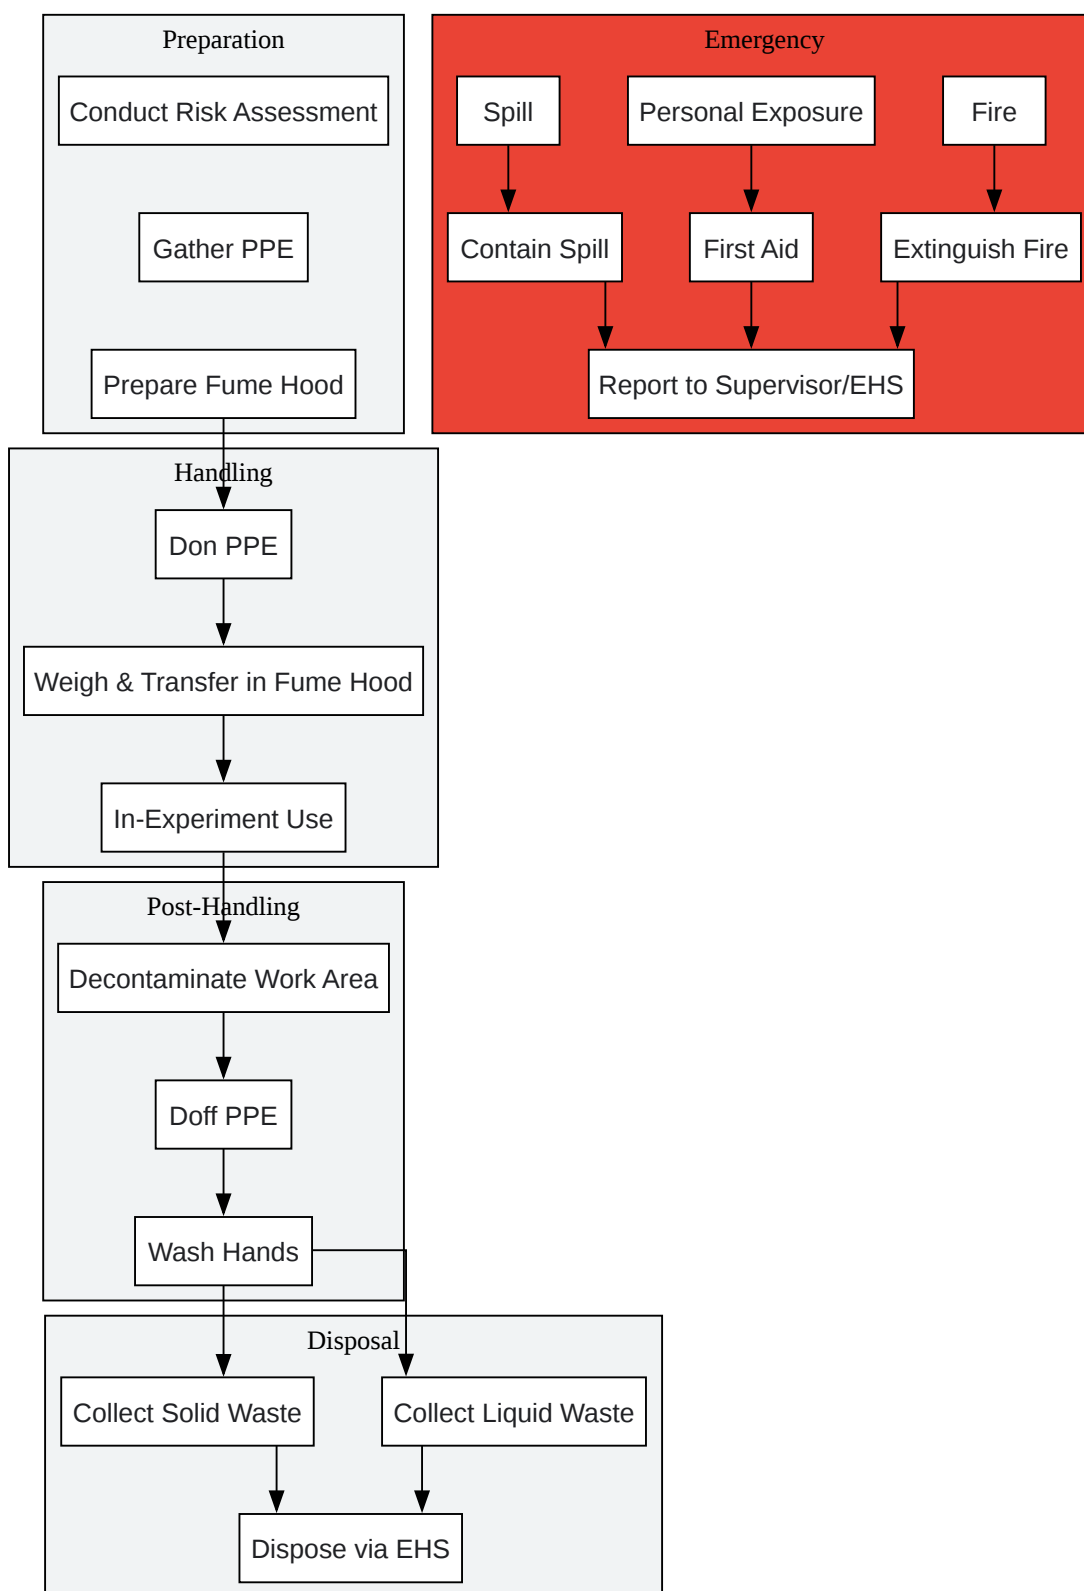 Preparation
Conduct Risk Assessment
Gather PPE
Prepare Fume Hood
Emergency
Spill
Personal Exposure
Fire
Contain Spill
First Aid
Extinguish Fire
Report to Supervisor/EHS
Handling
Don PPE
Weigh & Transfer in Fume Hood
In-Experiment Use
Post-Handling
Decontaminate Work Area
Doff PPE
Wash Hands
Disposal
Collect Solid Waste
Collect Liquid Waste
Dispose via EHS